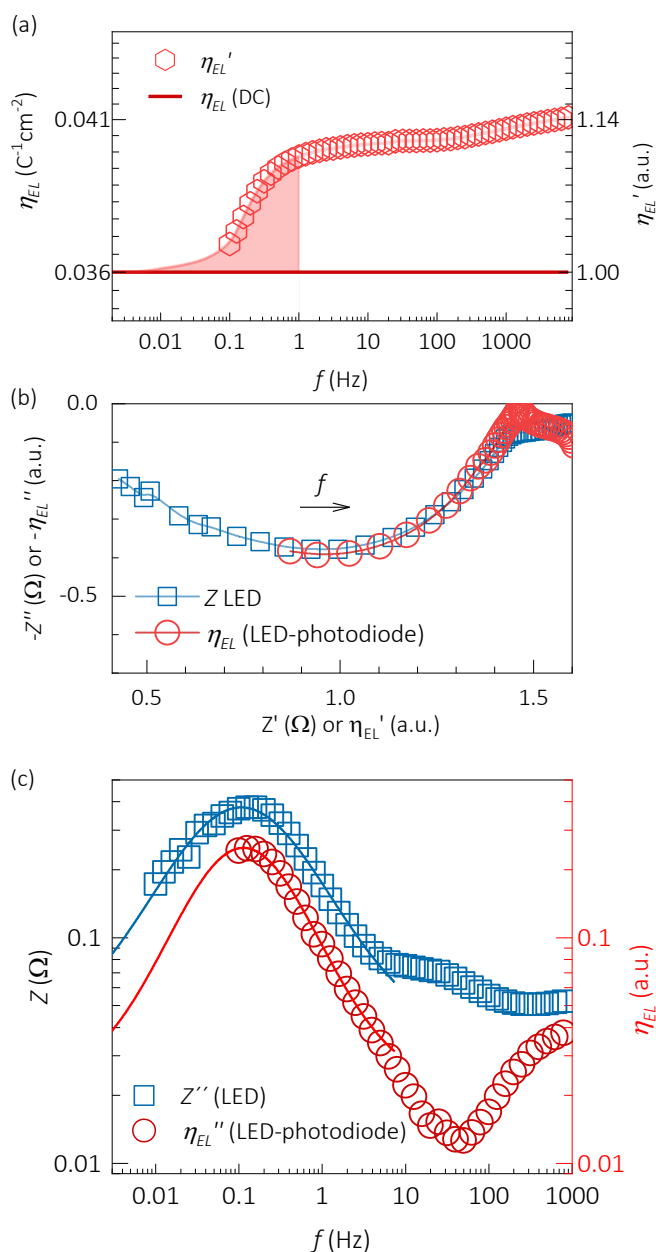 (a)
η_EL'
η_EL (DC)
0.041
0.036
η_EL (C⁻¹cm⁻²)
1.14
1.00
η_EL' (a.u.)
0.01 0.1 1 10 100 1000
f (Hz)
(b)
0.0
-0.5
-Z'' (Ω) or -η_EL'' (a.u.)
f
Z LED
η_EL (LED-photodiode)
0.5 1.0 1.5
Z' (Ω) or η_EL' (a.u.)
(c)
0.1
0.01
Z (Ω)
0.1
0.01
η_EL (a.u.)
Z′′ (LED)
η_EL'' (LED-photodiode)
0.01 0.1 1 10 100 1000
f (Hz)